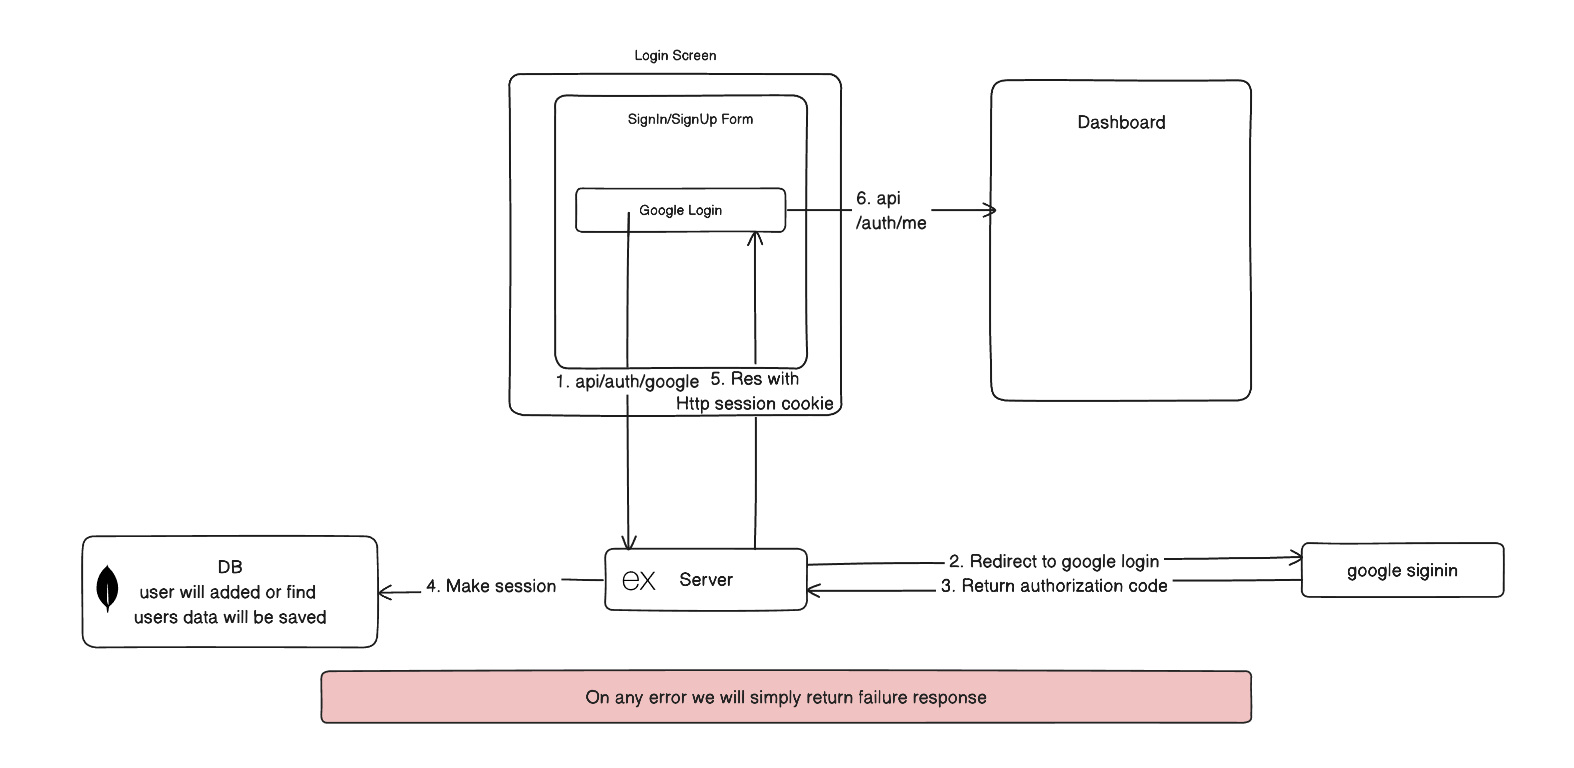 Login Screen
SignIn/SignUp Form
Dashboard
Google Login
6. api
/auth/me
1. api/auth/google
5. Res with
Http session cookie
2. Redirect to google login
3. Return authorization code
google siginin
ex
Server
4. Make session
DB
user will added or find
users data will be saved
On any error we will simply return failure response